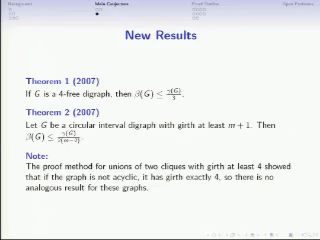 Background
Main Conjecture
Proof Outline
Open Problems
New Results
Theorem 1 (2007)
If G is a 4-free digraph, then β(G) ≤ γ(G)/3.
Theorem 2 (2007)
Let G be a circular interval digraph with girth at least m + 1. Then
β(G) ≤ γ(G)/2(m−2).
Note:
The proof method for unions of two cliques with girth at least 4 showed
that if the graph is not acyclic, it has girth exactly 4, so there is no
analogous result for these graphs.